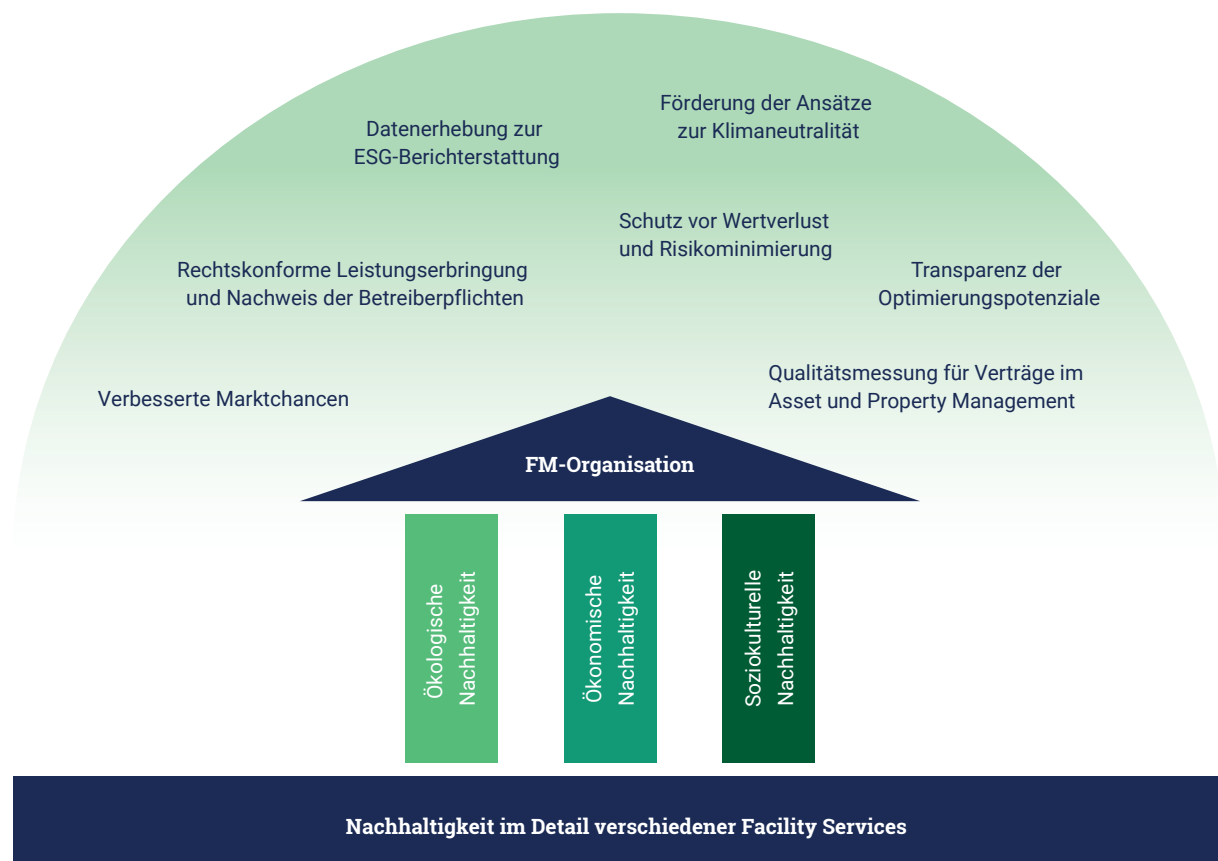 Förderung der Ansätze
zur Klimaneutralität
Datenerhebung zur
ESG-Berichterstattung
Schutz vor Wertverlust
und Risikominimierung
Rechtskonforme Leistungserbringung
und Nachweis der Betreiberpflichten
Transparenz der
Optimierungspotenziale
Verbesserte Marktchancen
Qualitätsmessung für Verträge im
Asset und Property Management
FM-Organisation
Ökologische
Nachhaltigkeit
Ökonomische
Nachhaltigkeit
Soziokulturelle
Nachhaltigkeit
Nachhaltigkeit im Detail verschiedener Facility Services